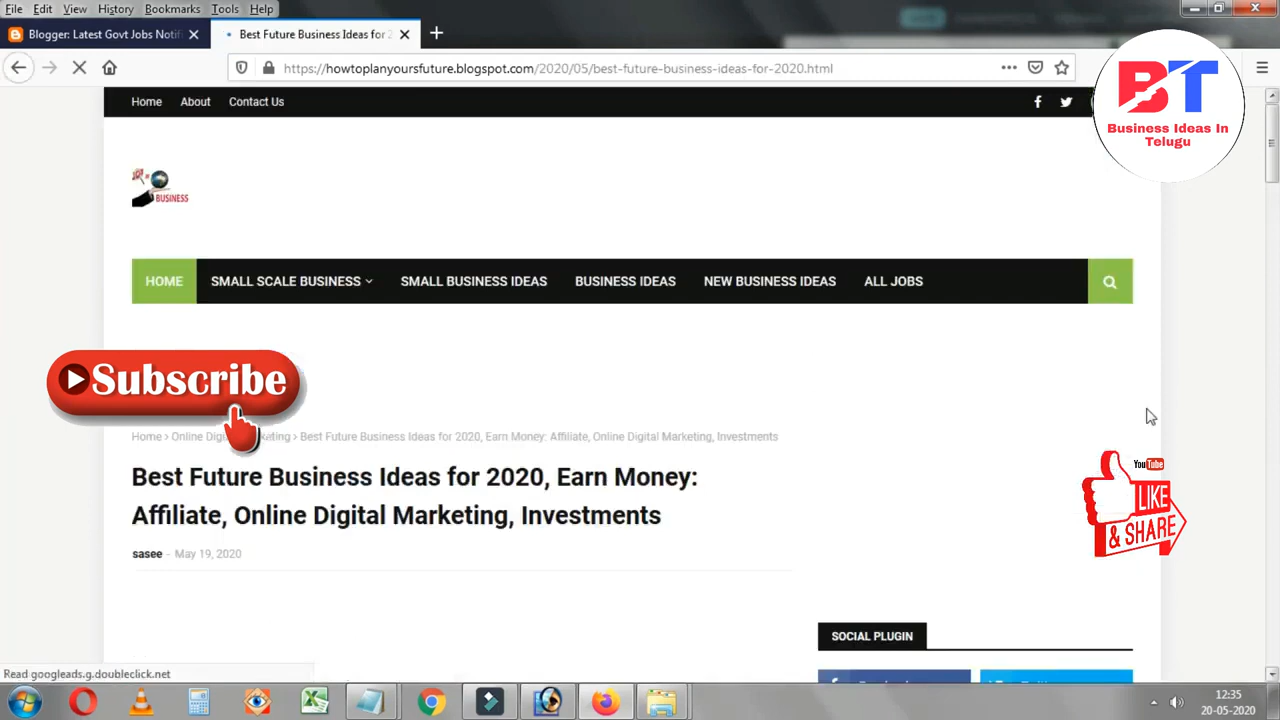 File Edit View History Bookmarks Tools Help
Blogger: Latest Govt Jobs Notifi
Best Future Business Ideas for 2
https://howtoplanyoursfuture.blogspot.com/2020/05/best-future-business-ideas-for-2020.html
BT
Business Ideas In
Telugu
Home About Contact Us
BUSINESS
HOME SMALL SCALE BUSINESS SMALL BUSINESS IDEAS BUSINESS IDEAS NEW BUSINESS IDEAS ALL JOBS
Subscribe
Home > Online Digi keting > Best Future Business Ideas for 2020, Earn Money: Affiliate, Online Digital Marketing, Investments
Best Future Business Ideas for 2020, Earn Money:
Affiliate, Online Digital Marketing, Investments
sasee – May 19, 2020
YouTube
LIKE
& SHARE
SOCIAL PLUGIN
Read googleads.g.doubleclick.net
12:35
20-05-2020